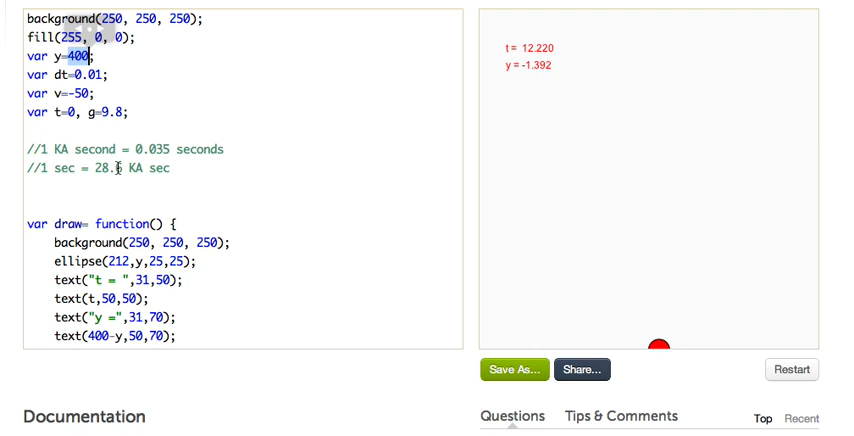 background(250, 250, 250);
fill(255, 0, 0);
var y=400;
var dt=0.01;
var v=-50;
var t=0, g=9.8;
//1 KA second = 0.035 seconds
//1 sec = 28.6 KA sec
var draw= function() {
background(250, 250, 250);
ellipse(212,y,25,25);
text("t = ",31,50);
text(t,50,50);
text("y =",31,70);
text(400-y,50,70);
t = 12.220
y = -1.392
Save As...
Share...
Restart
Documentation
Questions
Tips & Comments
Top
Recent